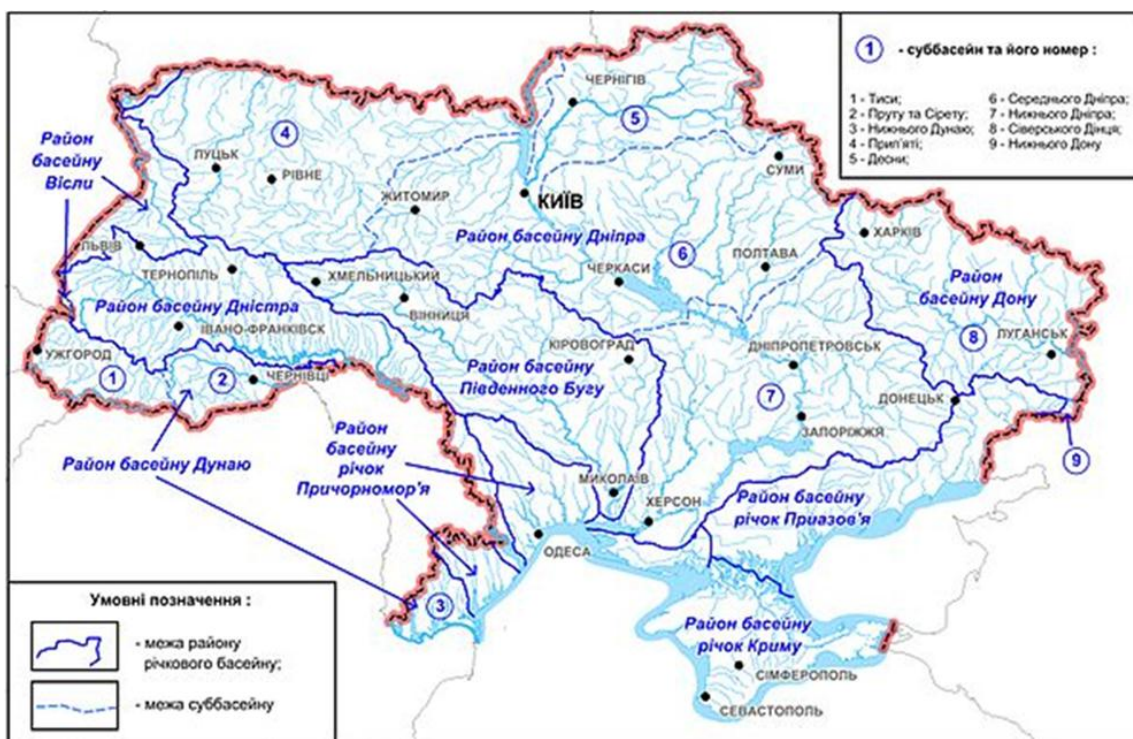 1 - суббасейн та його номер :
1 - Тиси;
2 - Пруту та Сірету;
3 - Нижнього Дунаю;
4 - Прип'яті;
5 - Десни;
6 - Середнього Дніпра;
7 - Нижнього Дніпра;
8 - Сіверського Дінця;
9 - Нижнього Дону
ЧЕРНІГІВ
5
4
Район
басейну
Вісли
ЛУЦЬК
РІВНЕ
СУМИ
ЖИТОМИР
КИЇВ
ЛЬВІВ
Район басейну Дніпра
ХАРКІВ
6
ПОЛТАВА
ТЕРНОПІЛЬ
ХМЕЛЬНИЦЬКИЙ
ЧЕРКАСИ
Район
басейну Дону
Район басейну Дністра
ВІННИЦЯ
ІВАНО-ФРАНКІВСК
8
ЛУГАНСЬК
УЖГОРОД
КІРОВОГРАД
ДНІПРОПЕТРОВСЬК
1
2
ЧЕРНІВЦІ
Район басейну
Південного Бугу
7
ДОНЕЦЬК
ЗАПОРІЖЖЯ
Район
басейну
річок
Причорномор'я
Район басейну Дунаю
9
МИКОЛАЇВ
ХЕРСОН
Район басейну
річок Приазов'я
ОДЕСА
3
Район басейну
річок Криму
СІМФЕРОПОЛЬ
СЕВАСТОПОЛЬ
Умовні позначення :
- межа району
річкового басейну;
- межа суббасейну